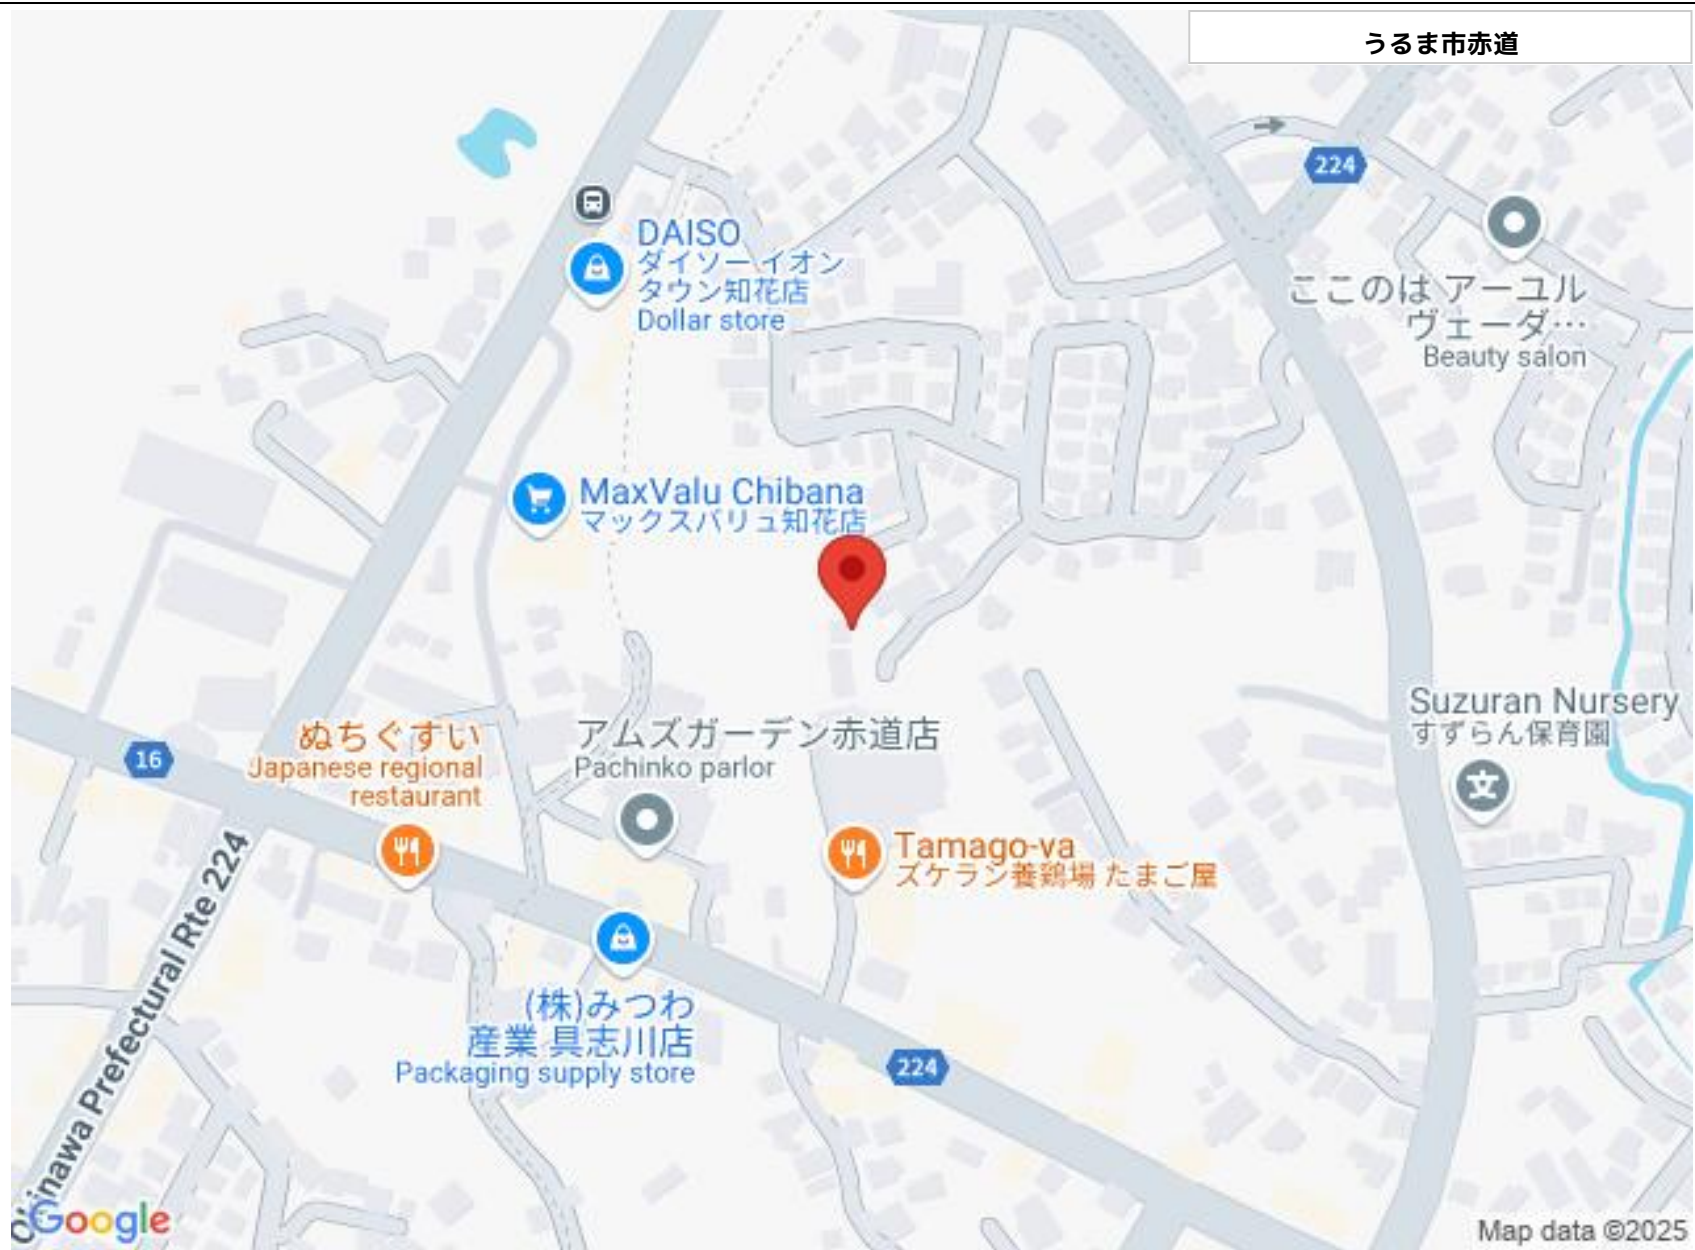 うるま市赤道
224
DAISO
ダイソー イオン
タウン知花店
Dollar store
ここのは アーユル
ヴェーダ…
Beauty salon
MaxValu Chibana
マックスバリュ知花店
Suzuran Nursery
すずらん保育園
16
ぬちぐすい
Japanese regional
restaurant
アムズガーデン赤道店
Pachinko parlor
Tamago-ya
ズケラン養鶏場 たまご屋
Okinawa Prefectural Rte 224
(株)みつわ
産業 具志川店
Packaging supply store
224
Google
Map data ©2025